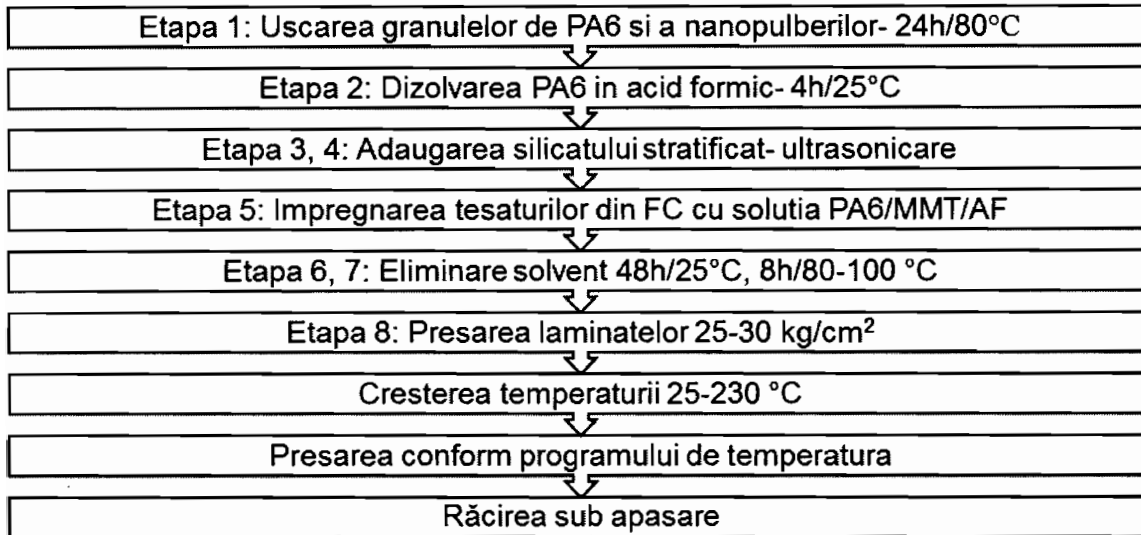 Etapa 1: Uscarea granulelor de PA6 si a nanopulberilor- 24h/80°C
Etapa 2: Dizolvarea PA6 in acid formic- 4h/25°C
Etapa 3, 4: Adaugarea silicatului stratificat- ultrasonicare
Etapa 5: Impregnarea tesaturilor din FC cu solutia PA6/MMT/AF
Etapa 6, 7: Eliminare solvent 48h/25°C, 8h/80-100 °C
Etapa 8: Presarea laminatelor 25-30 kg/cm²
Cresterea temperaturii 25-230 °C
Presarea conform programului de temperatura
Răcirea sub apasare